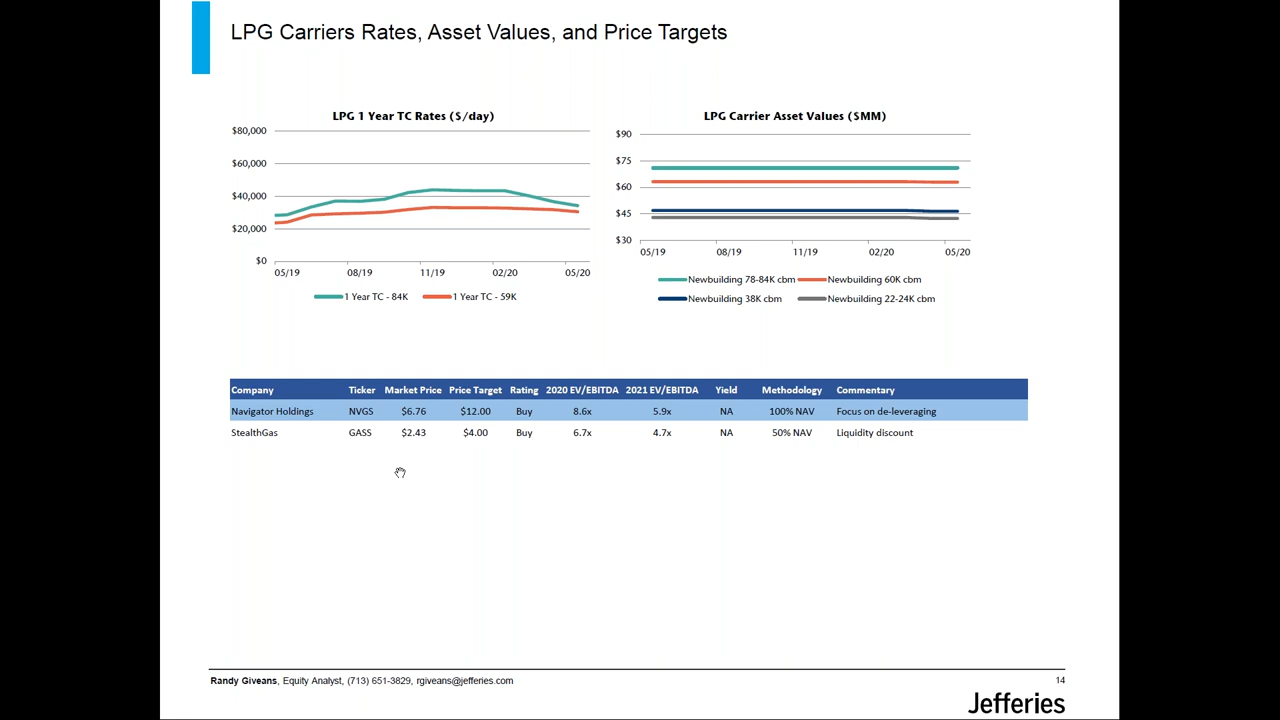 LPG Carriers Rates, Asset Values, and Price Targets
LPG 1 Year TC Rates ($/day)
$80,000
$60,000
$40,000
$20,000
$0
05/19 08/19 11/19 02/20 05/20
1 Year TC - 84K 1 Year TC - 59K
LPG Carrier Asset Values ($MM)
$90
$75
$60
$45
$30
05/19 08/19 11/19 02/20 05/20
Newbuilding 78-84K cbm Newbuilding 60K cbm
Newbuilding 38K cbm Newbuilding 22-24K cbm
Company Ticker Market Price Price Target Rating 2020 EV/EBITDA 2021 EV/EBITDA Yield Methodology Commentary
Navigator Holdings NVGS $6.76 $12.00 Buy 8.6x 5.9x NA 100% NAV Focus on de-leveraging
StealthGas GASS $2.43 $4.00 Buy 6.7x 4.7x NA 50% NAV Liquidity discount
Randy Giveans, Equity Analyst, (713) 651-3829, rgiveans@jefferies.com 14
Jefferies